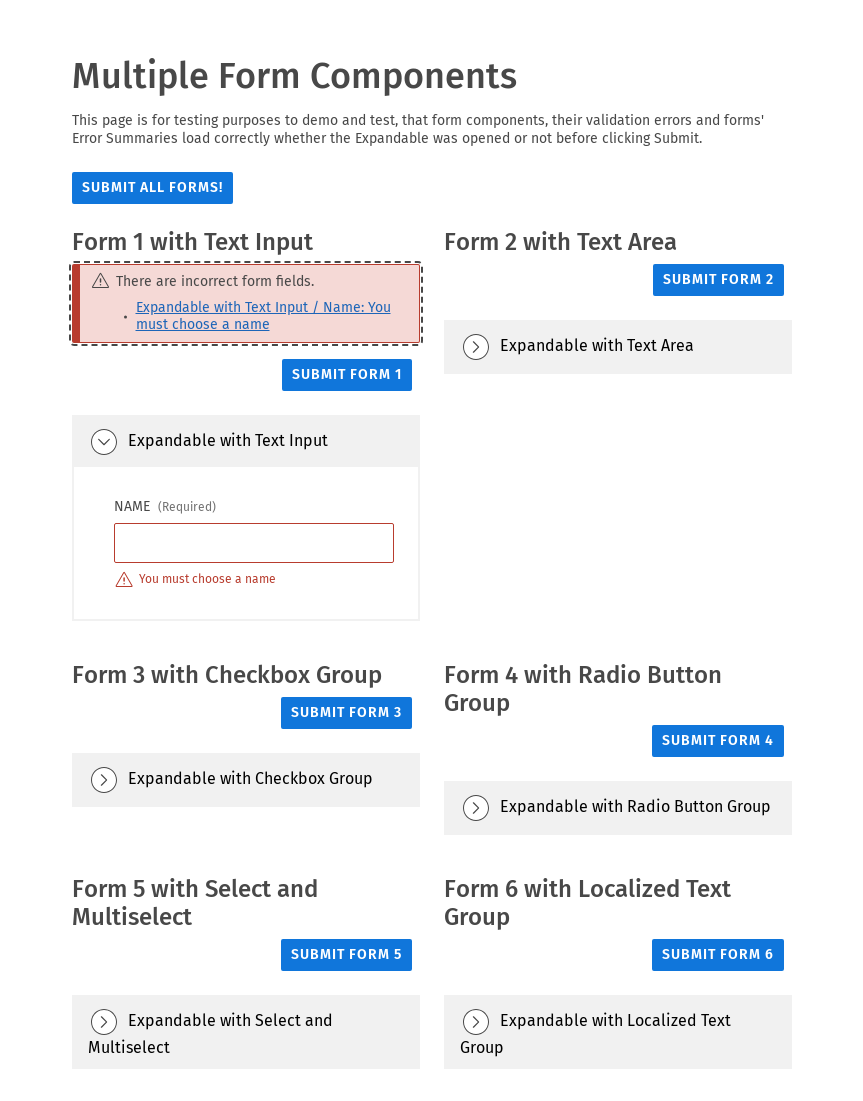 Multiple Form Components
This page is for testing purposes to demo and test, that form components, their validation errors and forms'
Error Summaries load correctly whether the Expandable was opened or not before clicking Submit.
SUBMIT ALL FORMS!
Form 1 with Text Input
There are incorrect form fields.
Expandable with Text Input / Name: You
must choose a name
SUBMIT FORM 1
Expandable with Text Input
NAME (Required)
You must choose a name
Form 2 with Text Area
SUBMIT FORM 2
Expandable with Text Area
Form 3 with Checkbox Group
SUBMIT FORM 3
Expandable with Checkbox Group
Form 4 with Radio Button
Group
SUBMIT FORM 4
Expandable with Radio Button Group
Form 5 with Select and
Multiselect
SUBMIT FORM 5
Expandable with Select and
Multiselect
Form 6 with Localized Text
Group
SUBMIT FORM 6
Expandable with Localized Text
Group